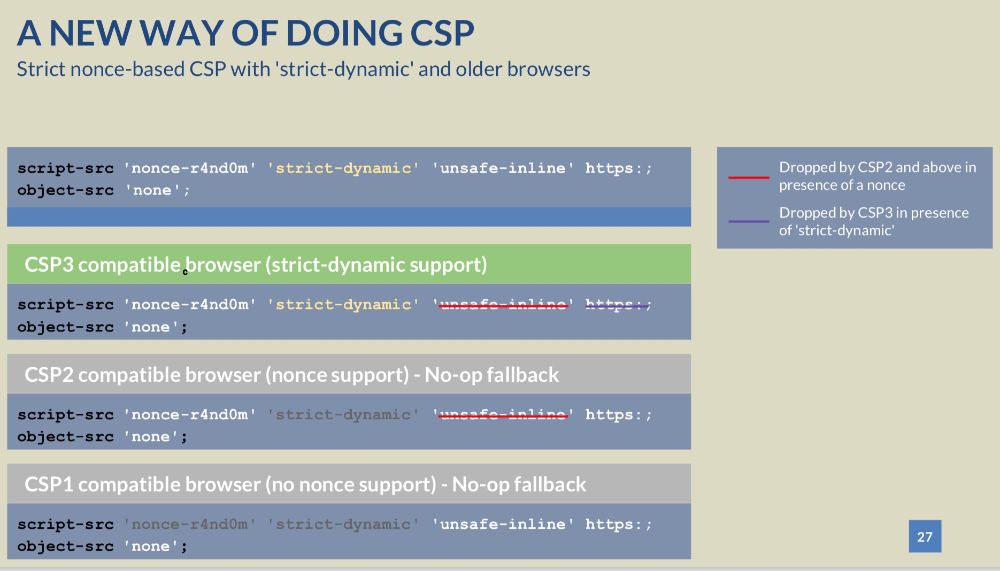 A NEW WAY OF DOING CSP
Strict nonce-based CSP with 'strict-dynamic' and older browsers
script-src 'nonce-r4nd0m' 'strict-dynamic' 'unsafe-inline' https:;
object-src 'none';
Dropped by CSP2 and above in
presence of a nonce
Dropped by CSP3 in presence
of 'strict-dynamic'
CSP3 compatible browser (strict-dynamic support)
c
script-src 'nonce-r4nd0m' 'strict-dynamic' 'unsafe-inline' https:;
object-src 'none';
CSP2 compatible browser (nonce support) - No-op fallback
script-src 'nonce-r4nd0m' 'strict-dynamic' 'unsafe-inline' https:;
object-src 'none';
CSP1 compatible browser (no nonce support) - No-op fallback
script-src 'nonce-r4nd0m' 'strict-dynamic' 'unsafe-inline' https:;
object-src 'none';
27